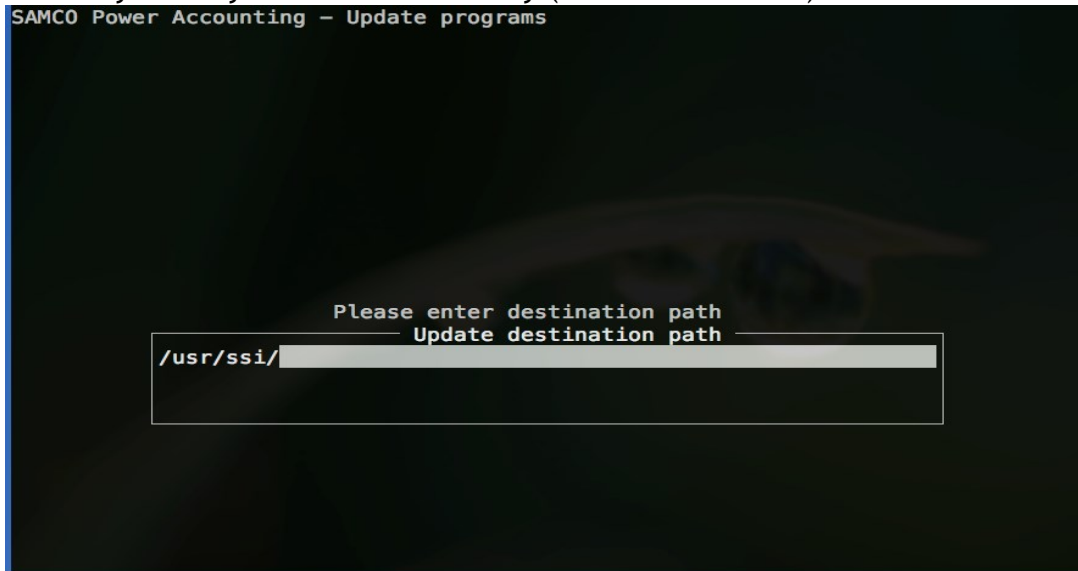 SAMCO Power Accounting – Update programs
Please enter destination path
Update destination path
/usr/ssi/